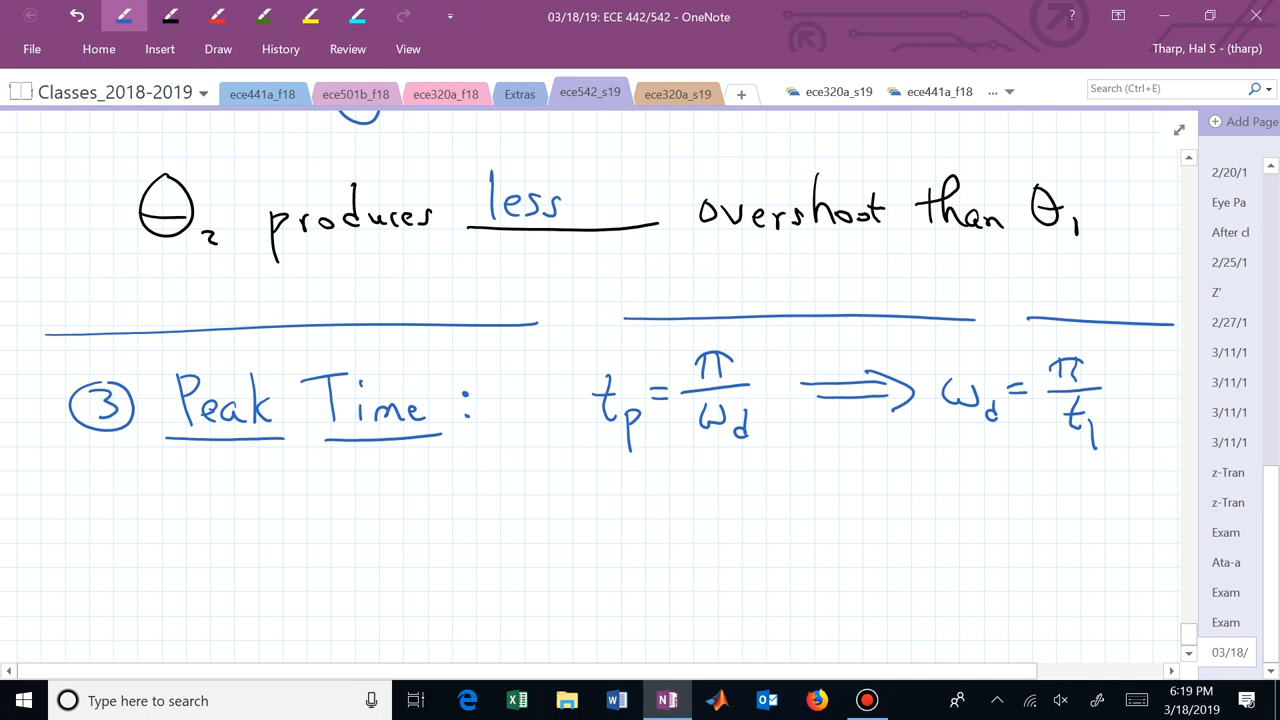 03/18/19: ECE 442/542 - OneNote
File Home Insert Draw History Review View Tharp, Hal S - (tharp)
Classes_2018-2019 ece441a_f18 ece501b_f18 ece320a_f18 Extras ece542_s19 ece320a_s19 ece320a_s19 ece441a_f18 ... Search (Ctrl+E)
Add Page
θ₂ produces less overshoot than θ₁
③ Peak Time: t_p = π/ω_d ⟹ ω_d = π/t_1
2/20/1
Eye Pa
After cl
2/25/1
Z'
2/27/1
3/11/1
3/11/1
3/11/1
3/11/1
z-Tran
z-Tran
Exam
Ata-a
Exam
Exam
03/18/
Type here to search
6:19 PM
3/18/2019